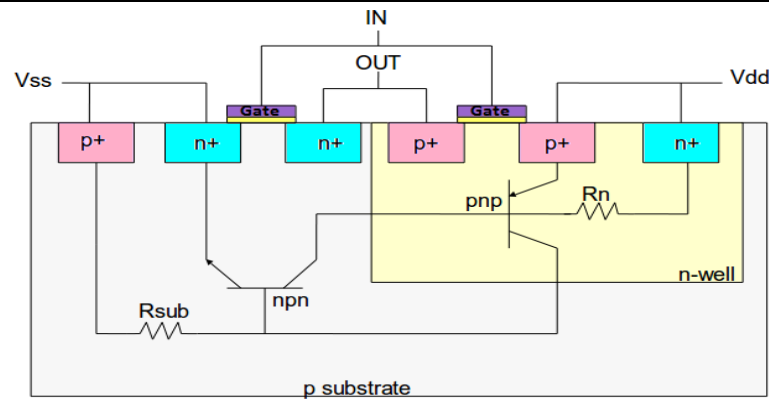 IN
OUT
Vss
Vdd
Gate
Gate
p+
n+
n+
p+
p+
n+
pnp
Rn
n-well
npn
Rsub
p substrate